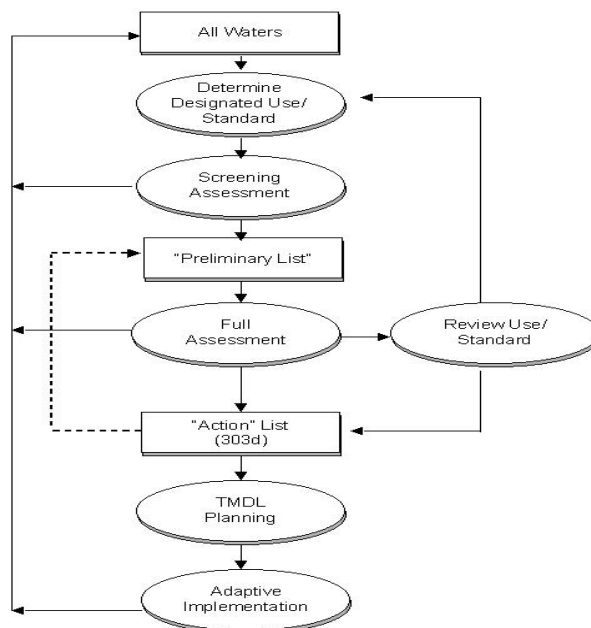 All Waters
Determine
Designated Use/
Standard
Screening
Assessment
"Preliminary List"
Full
Assessment
Review Use/
Standard
"Action" List
(303d)
TMDL
Planning
Adaptive
Implementation